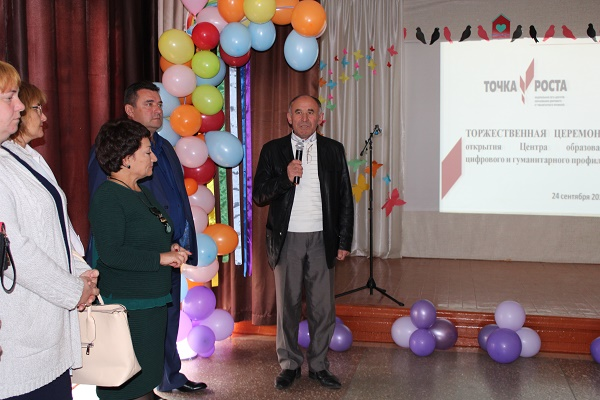 ТОЧКА РОСТА
ТОРЖЕСТВЕННАЯ ЦЕРЕМОН
открытия Центра образова
цифрового и гуманитарного профил
24 сентября 20